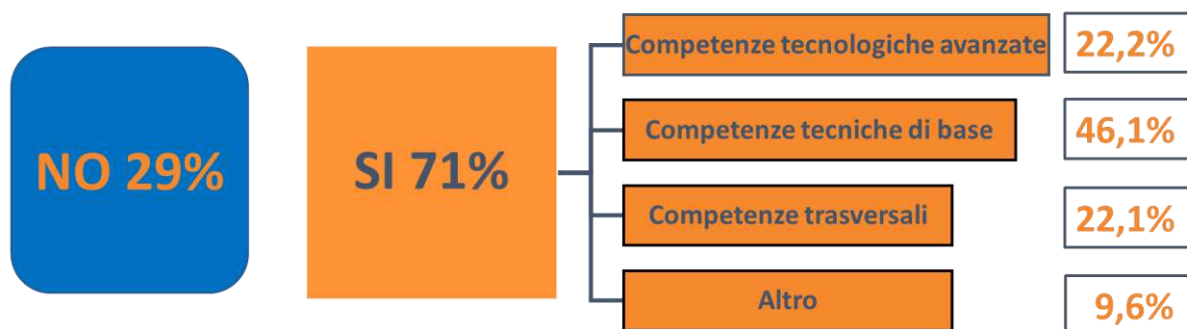 NO 29%
SI 71%
Competenze tecnologiche avanzate 22,2%
Competenze tecniche di base 46,1%
Competenze trasversali 22,1%
Altro 9,6%